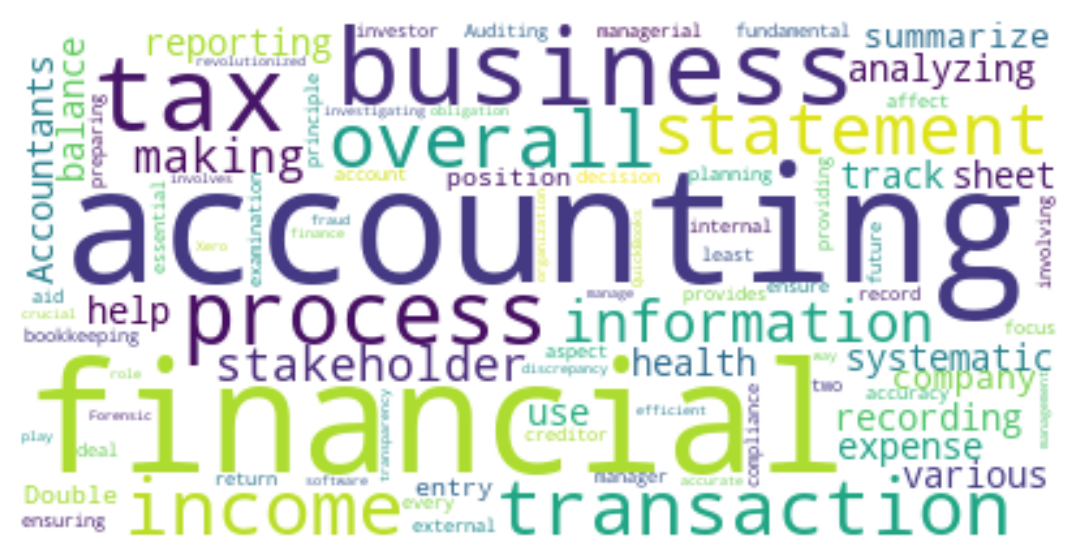 investor Auditing managerial fundamental
reporting business summarize
revolutionized
tax analyzing
Accountants balance preparing principle investigating obligation affect
making overall statement
account position decision planning track sheet
involves
accounting
essential examination fraud finance Xero organization QuickBooks internal least providing future involving
aid ensure
manage provides record
crucial help process information focus
bookkeeping
stakeholder aspect health systematic
discrepancy way
role company
financial two accuracy
Forensic use efficient recording management
play creditor
deal transparency compliance expense
return software manager accurate various
Double income entry every transaction
ensuring external